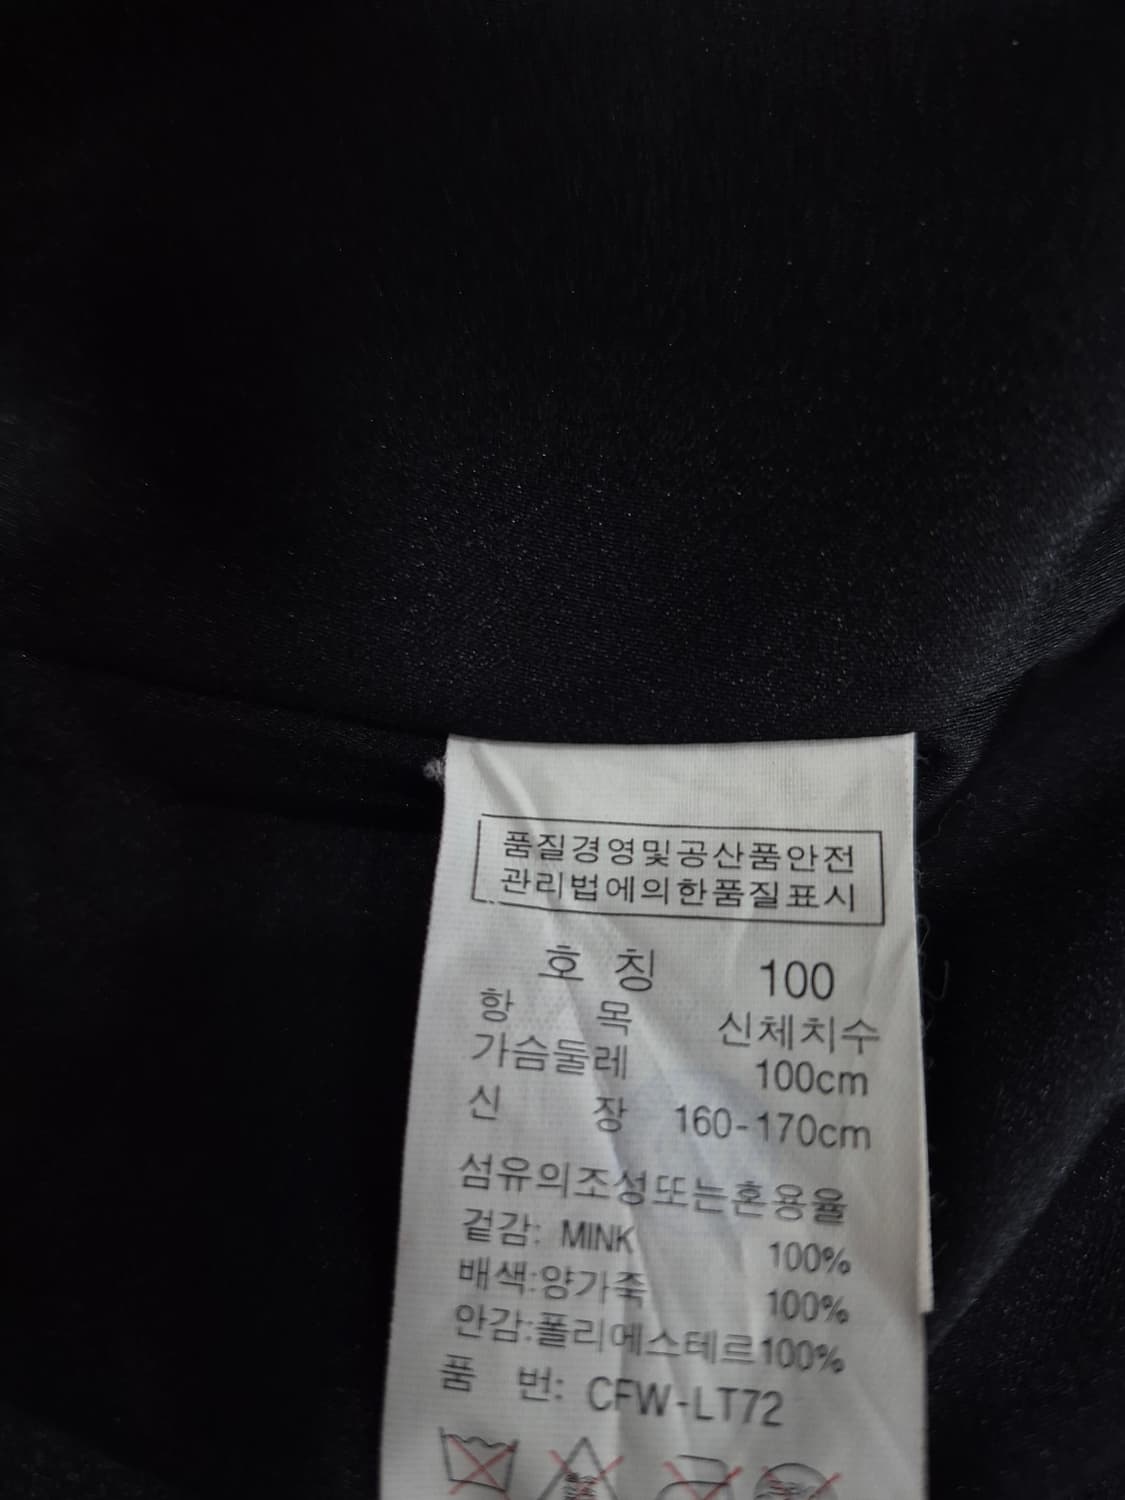 품질경영및공산품안전
관리법에의한품질표시
호 칭 100
항 목 신체치수
가슴둘레 100cm
신 장 160-170cm
섬유의조성또는혼용율
겉감: MINK 100%
배색:양가죽 100%
안감:폴리에스테르100%
품 번: CFW-LT72